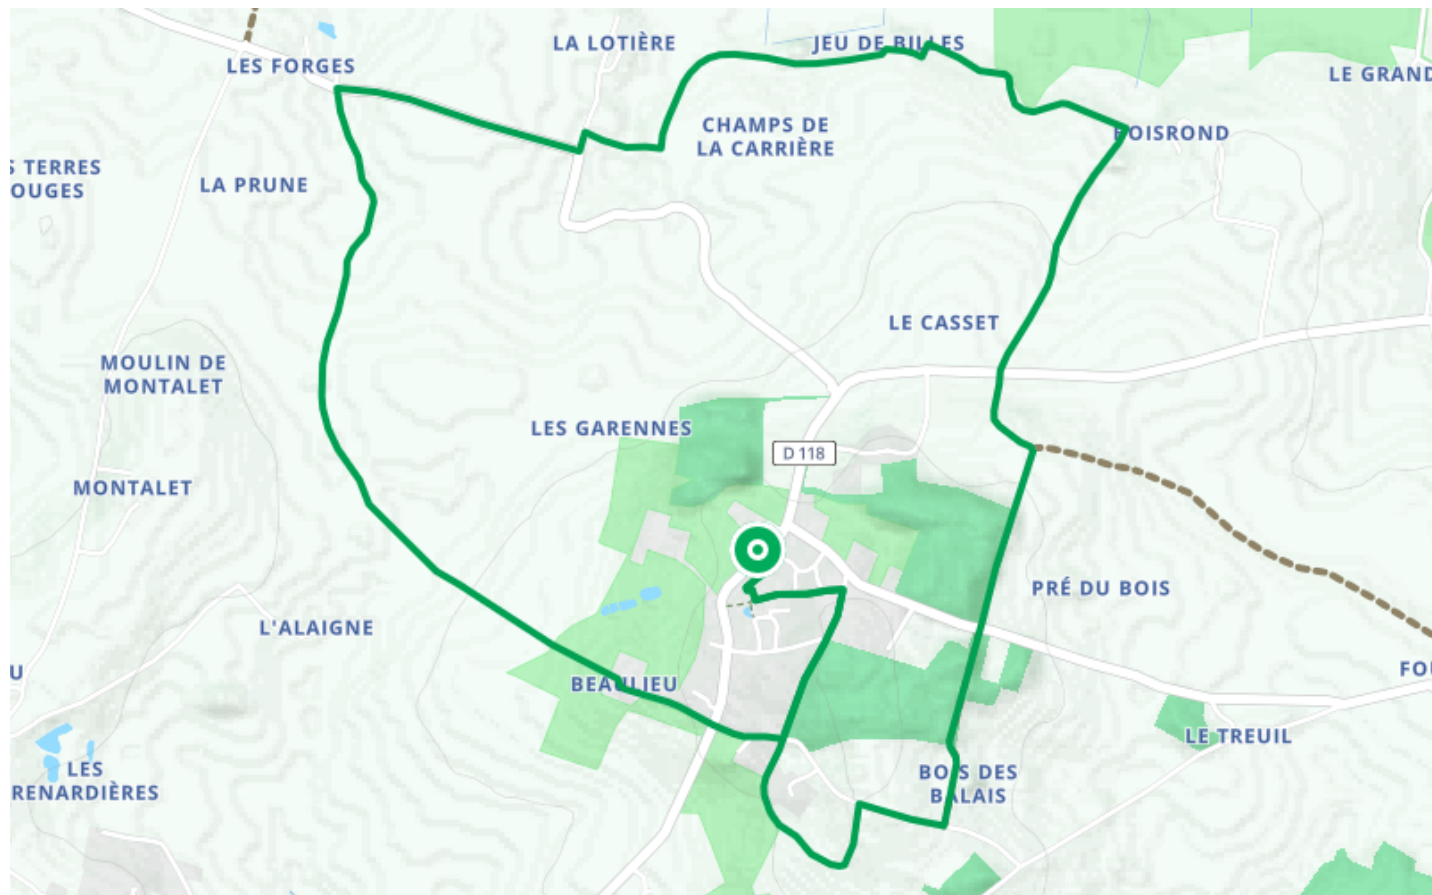 LA LOTIÈRE
JEU DE BILLES
LES FORGES
LE GRAND
CHAMPS DE
LA CARRIÈRE
BOISROND
S TERRES
OUGES
LA PRUNE
LE CASSET
MOULIN DE
MONTALET
LES GARENNES
D 118
MONTALET
PRÉ DU BOIS
L'ALAIGNE
U
FOU
BEAULIEU
LE TREUIL
LES
RENARDIÈRES
BOIS DES
BALAIS